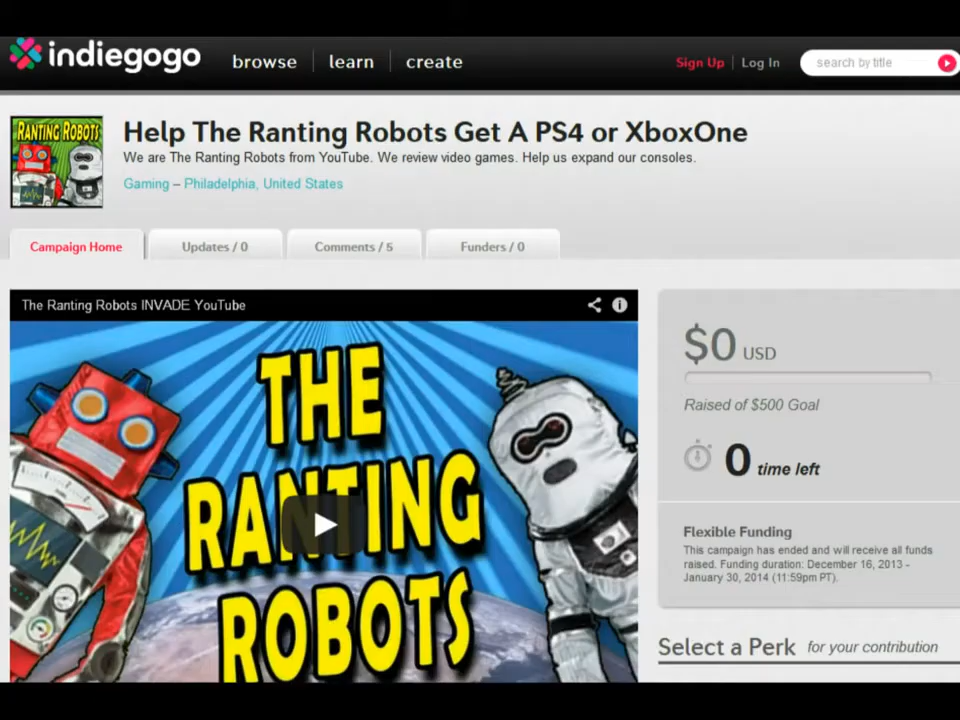 indiegogo
browse
learn
create
Sign Up
Log In
search by title
RANTING ROBOTS
Help The Ranting Robots Get A PS4 or XboxOne
We are The Ranting Robots from YouTube. We review video games. Help us expand our consoles.
Gaming – Philadelphia, United States
Campaign Home
Updates / 0
Comments / 5
Funders / 0
The Ranting Robots INVADE YouTube
THE
RANTING
ROBOTS
$0 USD
Raised of $500 Goal
0 time left
Flexible Funding
This campaign has ended and will receive all funds
raised. Funding duration: December 16, 2013 -
January 30, 2014 (11:59pm PT).
Select a Perk for your contribution